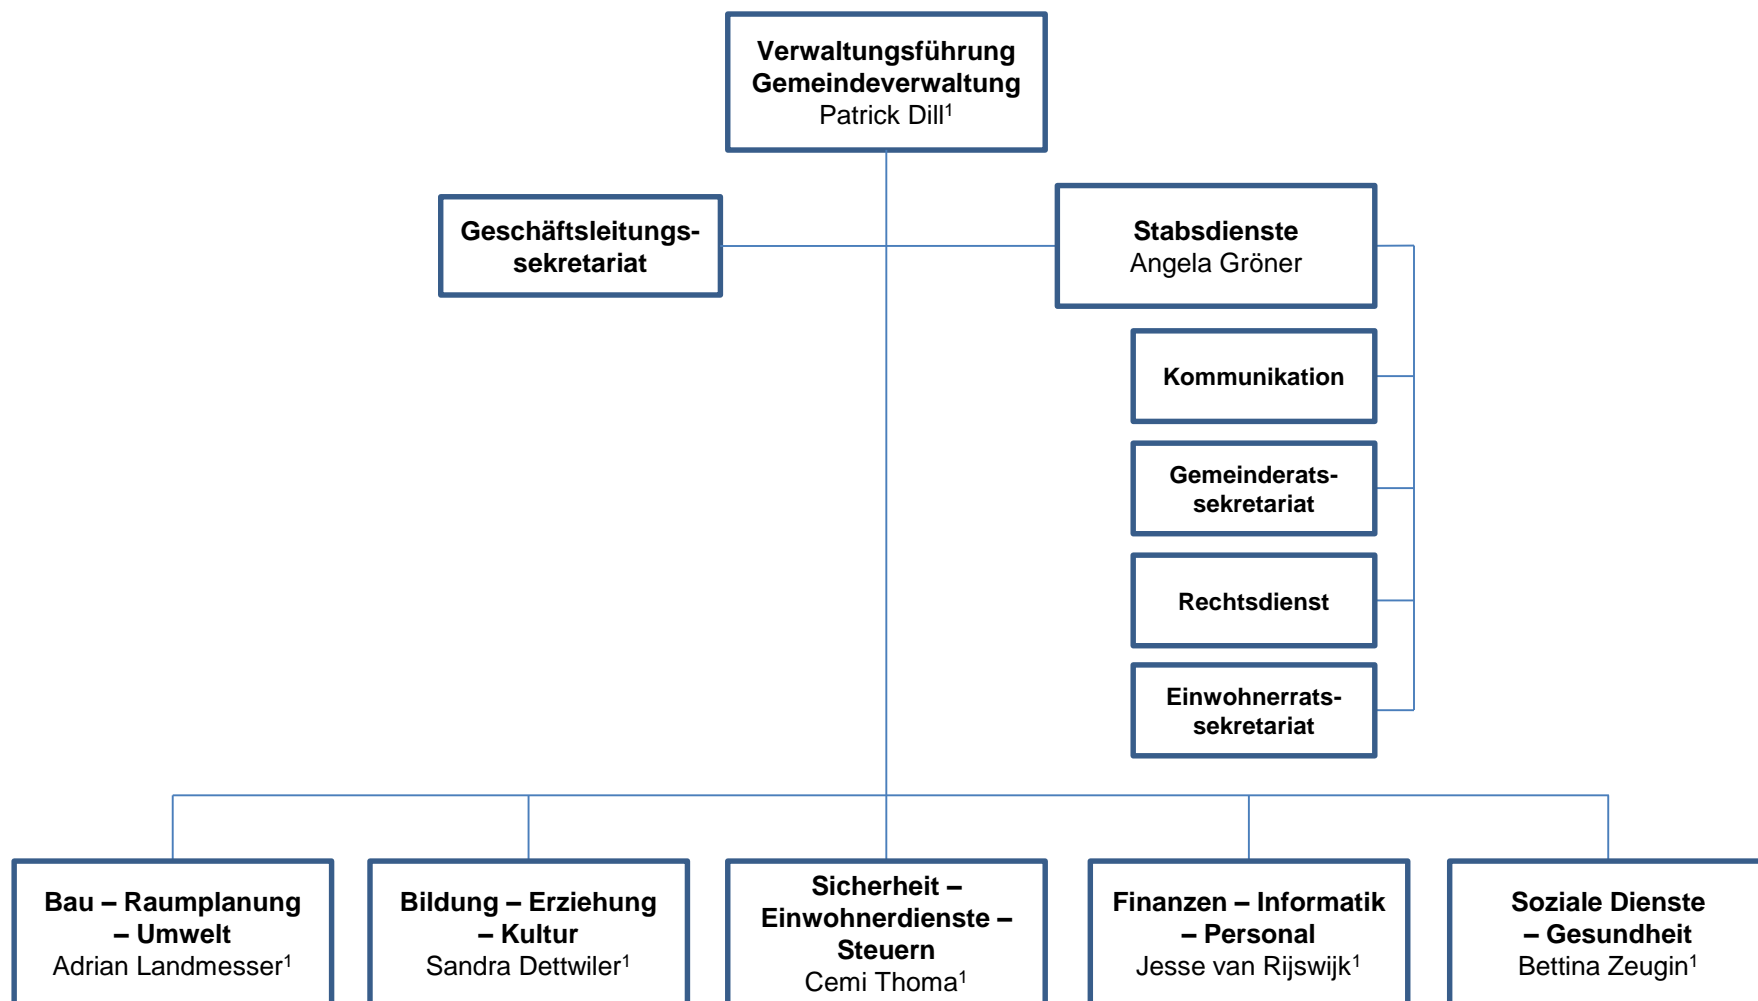 Verwaltungsführung
Gemeindeverwaltung
Patrick Dill¹
Geschäftsleitungs-
sekretariat
Stabsdienste
Angela Gröner
Kommunikation
Gemeinderats-
sekretariat
Rechtsdienst
Einwohnerrats-
sekretariat
Bau – Raumplanung
– Umwelt
Adrian Landmesser¹
Bildung – Erziehung
– Kultur
Sandra Dettwiler¹
Sicherheit –
Einwohnerdienste –
Steuern
Cemi Thoma¹
Finanzen – Informatik
– Personal
Jesse van Rijswijk¹
Soziale Dienste
– Gesundheit
Bettina Zeugin¹